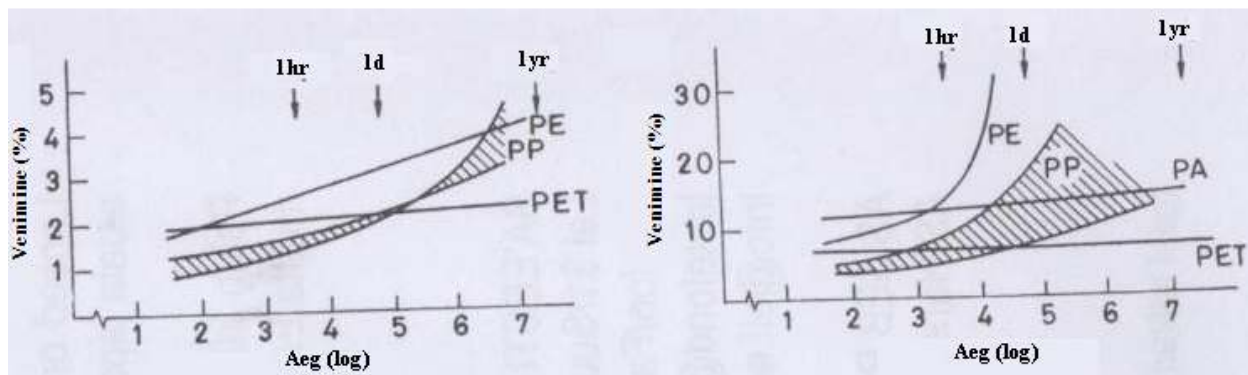 1hr
1d
1yr
5
4
3
2
1
Venimine (%)
PE
PP
PET
1 2 3 4 5 6 7
Aeg (log)
1hr
1d
1yr
30
20
10
Venimine (%)
PE
PP
PA
PET
1 2 3 4 5 6 7
Aeg (log)